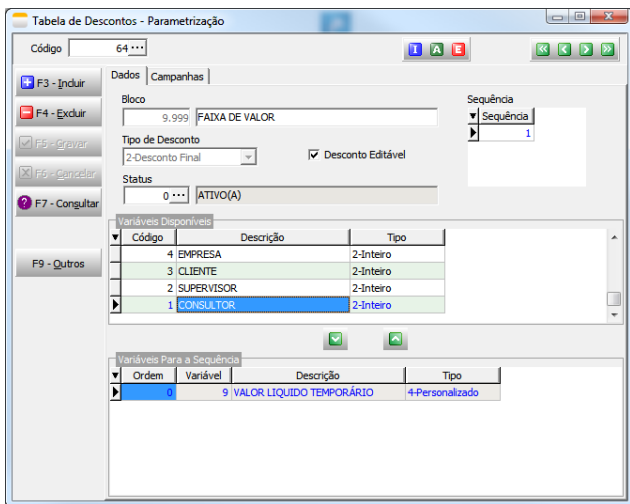 Tabela de Descontos - Parametrização
Código 64 ... I A E
F3 - Incluir
F4 - Excluir
F5 - Gravar
F6 - Cancelar
F7 - Consultar
F9 - Outros
Dados Campanhas
Bloco
9.999 FAIXA DE VALOR
Tipo de Desconto
2-Desconto Final Desconto Editável
Status
0 ... ATIVO(A)
Sequência
Sequência
1
Variáveis Disponíveis
Código Descrição Tipo
4 EMPRESA 2-Inteiro
3 CLIENTE 2-Inteiro
2 SUPERVISOR 2-Inteiro
1 CONSULTOR 2-Inteiro
Variáveis Para a Sequência
Ordem Variável Descrição Tipo
0 9 VALOR LIQUIDO TEMPORÁRIO 4-Personalizado